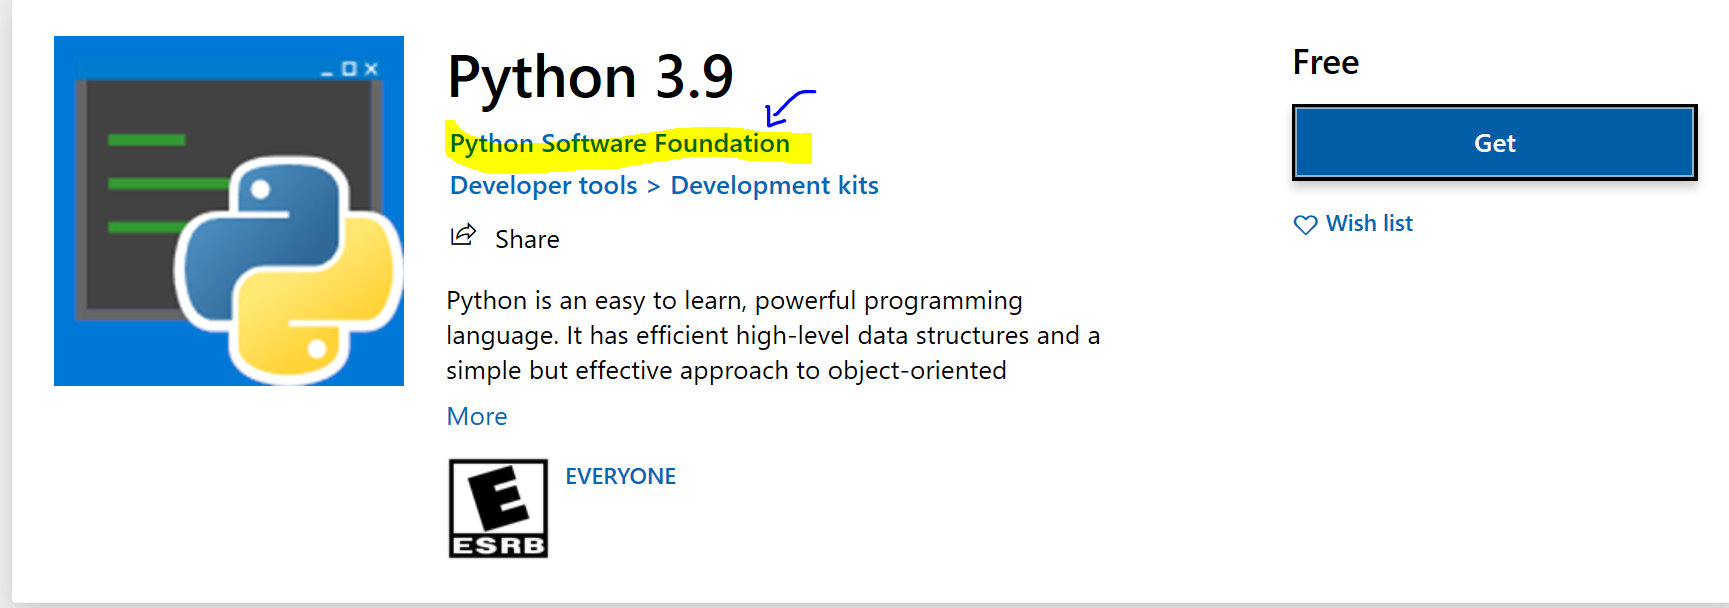 Python 3.9
Python Software Foundation
Developer tools > Development kits
Share
Python is an easy to learn, powerful programming
language. It has efficient high-level data structures and a
simple but effective approach to object-oriented
More
E
ESRB
EVERYONE
Free
Get
Wish list